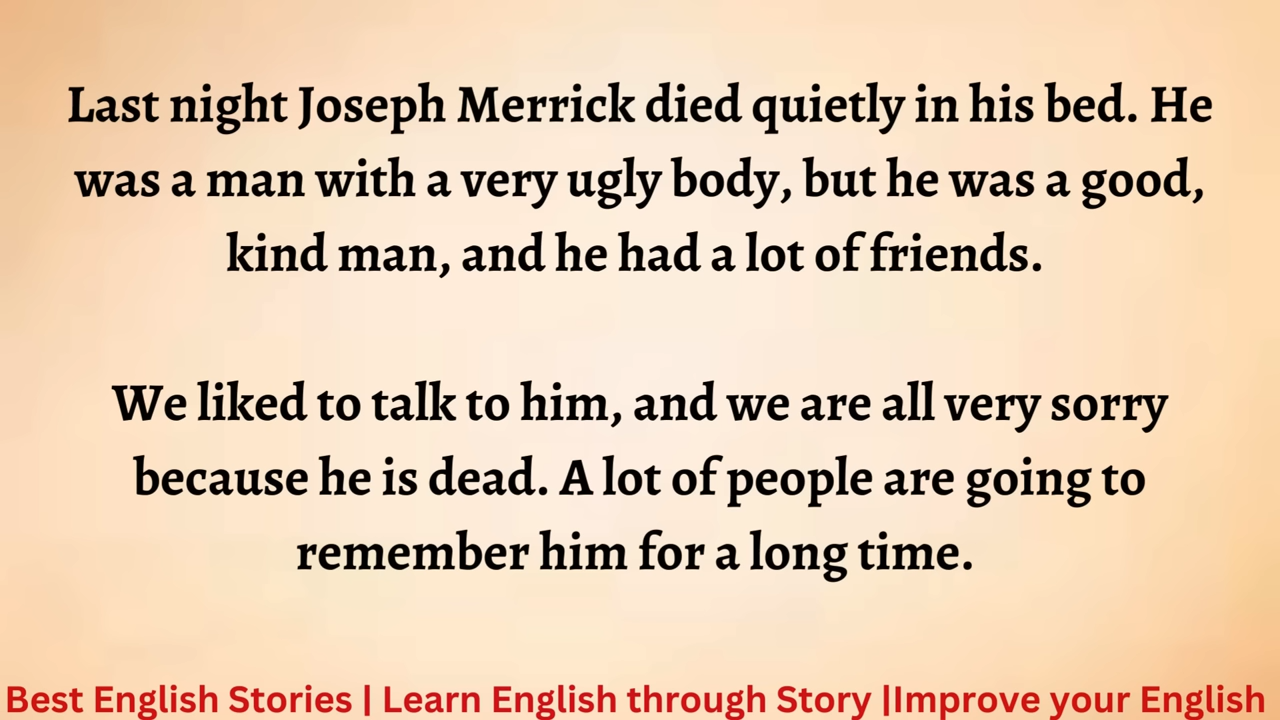 Last night Joseph Merrick died quietly in his bed. He
was a man with a very ugly body, but he was a good,
kind man, and he had a lot of friends.
We liked to talk to him, and we are all very sorry
because he is dead. A lot of people are going to
remember him for a long time.
Best English Stories | Learn English through Story |Improve your English